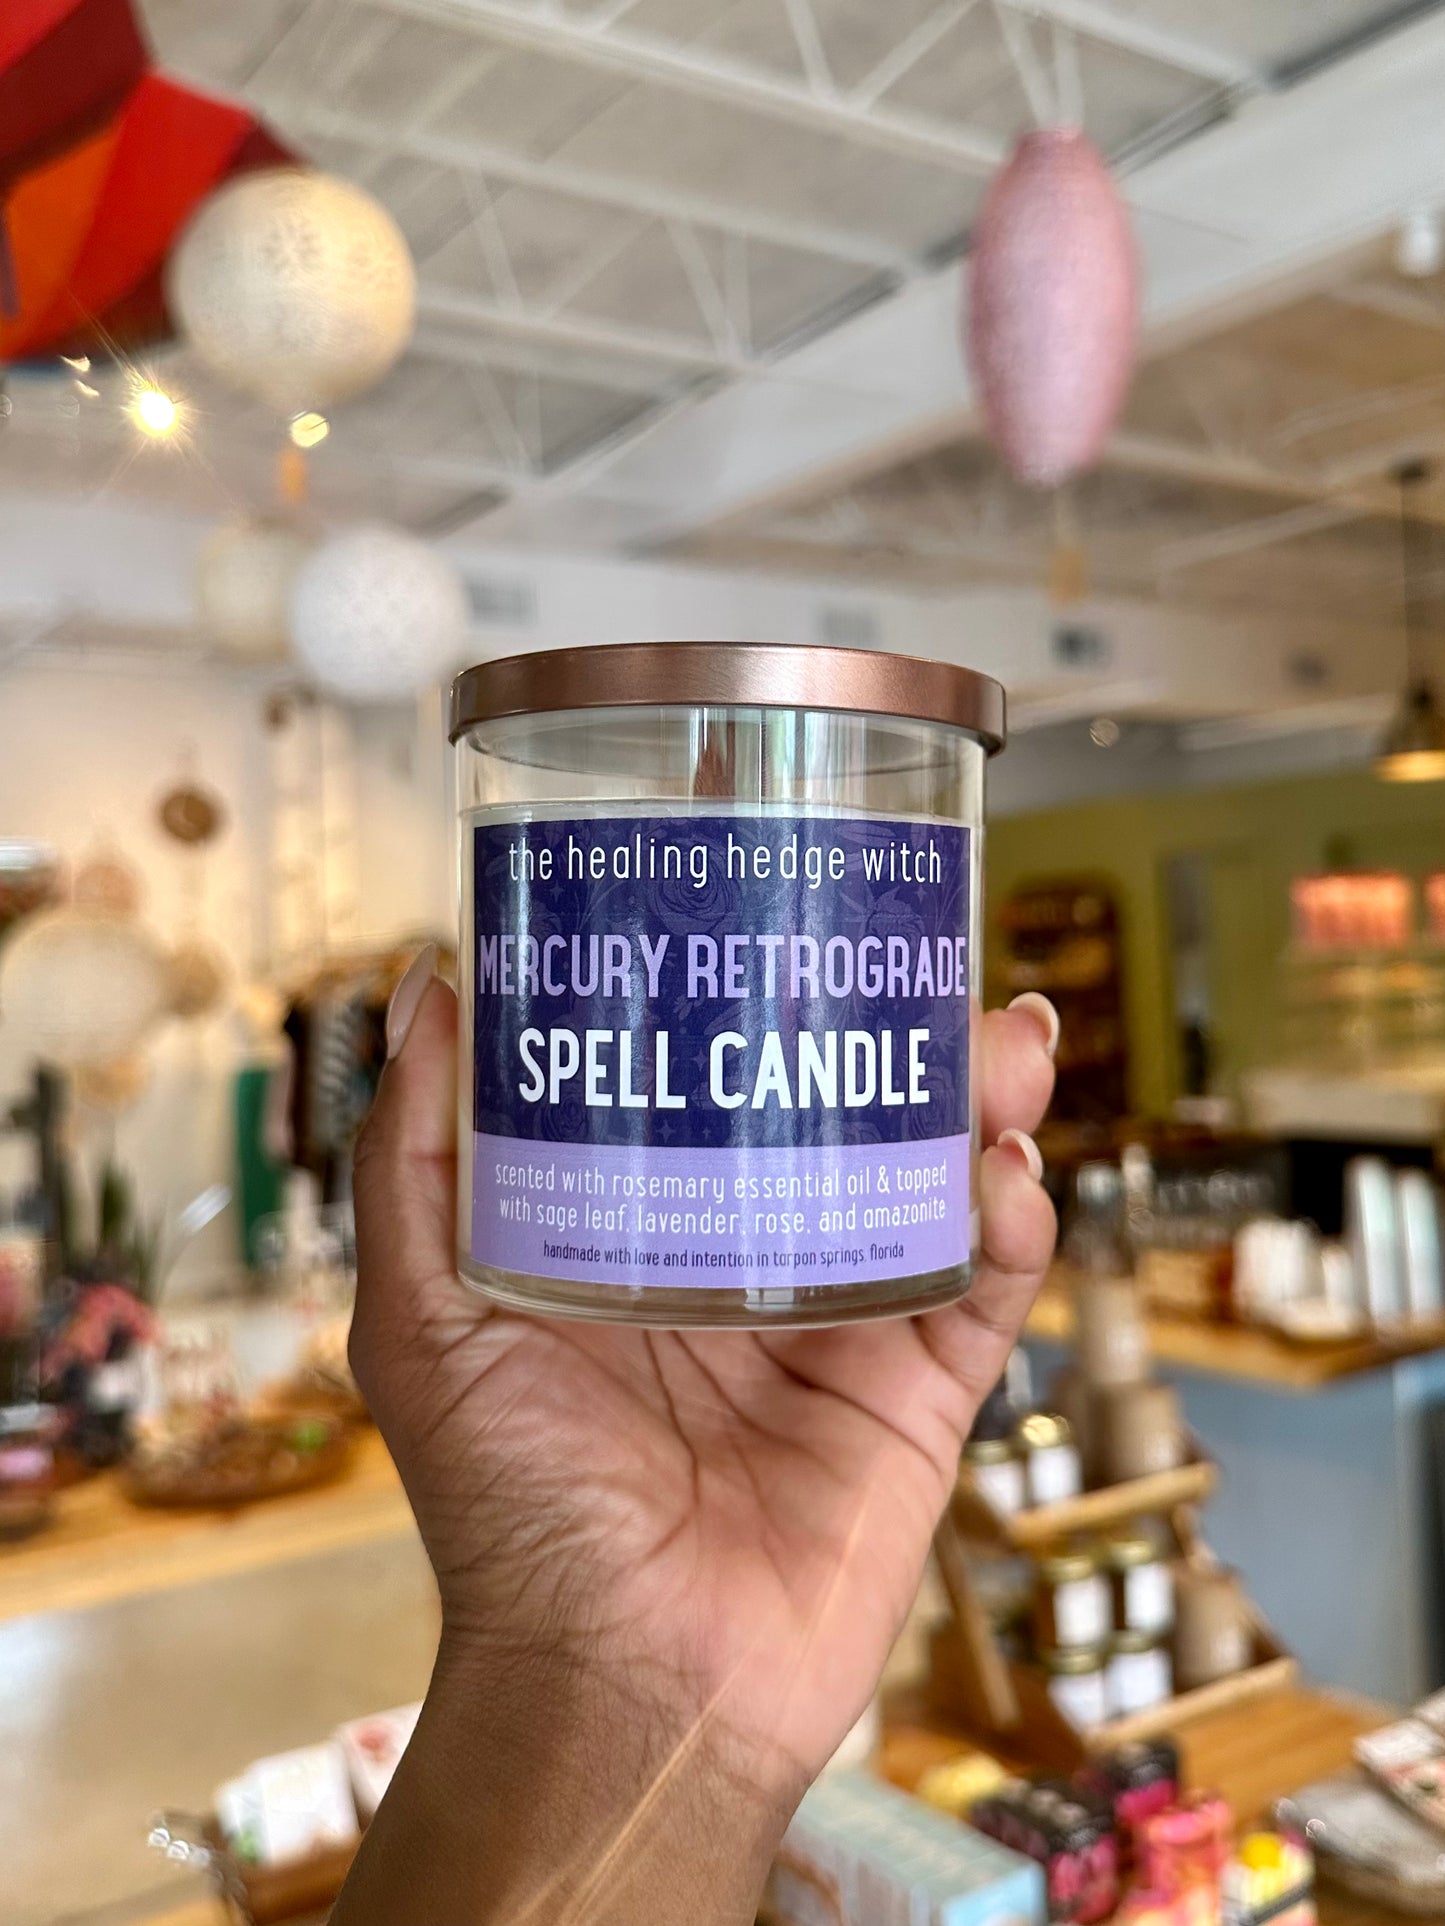 the healing hedge witch
MERCURY RETROGRADE
SPELL CANDLE
scented with rosemary essential oil & topped
with sage leaf, lavender, rose, and amazonite
handmade with love and intention in tarpon springs, florida